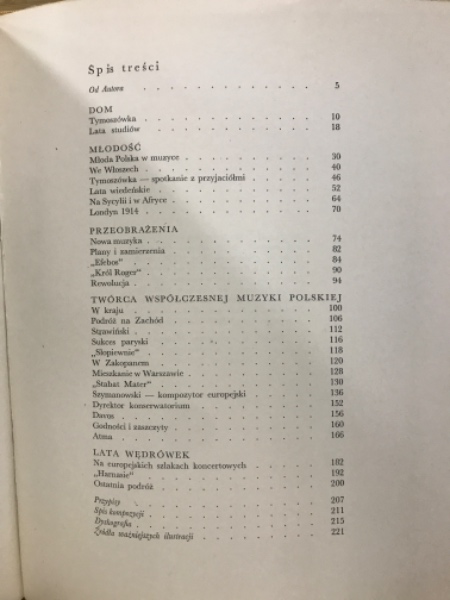 Spis treści
Od Autora . . . . . . . . . . . . . 5
DOM
Tymoszówka . . . . . . . . . . . . 10
Lata studiów . . . . . . . . . . . . 18
MŁODOŚĆ
Młoda Polska w muzyce . . . . . . . . . . 30
We Włoszech . . . . . . . . . . . . 40
Tymoszówka — spotkanie z przyjaciółmi . . . . . . 46
Lata wiedeńskie . . . . . . . . . . . 52
Na Sycylii i w Afryce . . . . . . . . . . 64
Londyn 1914 . . . . . . . . . . . . 70
PRZEOBRAŻENIA
Nowa muzyka . . . . . . . . . . . . 74
Plany i zamierzenia . . . . . . . . . . 82
„Efebos” . . . . . . . . . . . . . 84
„Król Roger” . . . . . . . . . . . . 90
Rewolucja . . . . . . . . . . . . . 94
TWÓRCA WSPÓŁCZESNEJ MUZYKI POLSKIEJ
W kraju . . . . . . . . . . . . . 100
Podróż na Zachód . . . . . . . . . . . 106
Strawiński . . . . . . . . . . . . . 112
Sukces paryski . . . . . . . . . . . . 116
„Słopiewnie” . . . . . . . . . . . . 118
W Zakopanem . . . . . . . . . . . . 120
Mieszkanie w Warszawie . . . . . . . . . . 128
„Stabat Mater” . . . . . . . . . . . . 130
Szymanowski — kompozytor europejski . . . . . . 136
Dyrektor konserwatorium . . . . . . . . . 152
Davos . . . . . . . . . . . . . . 156
Godności i zaszczyty . . . . . . . . . . 160
Atma . . . . . . . . . . . . . . 166
LATA WĘDRÓWEK
Na europejskich szlakach koncertowych . . . . . . 182
„Harnasie” . . . . . . . . . . . . . 192
Ostatnia podróż . . . . . . . . . . . 200
Przypisy . . . . . . . . . . . . . 207
Spis kompozycji . . . . . . . . . . . 211
Dyskografia . . . . . . . . . . . . 215
Źródła ważniejszych ilustracji . . . . . . . . 221